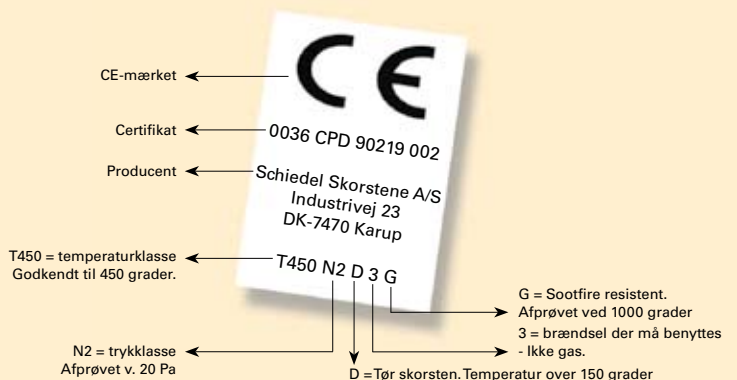 CE
CE-mærket
Certifikat
0036 CPD 90219 002
Producent
Schiedel Skorstene A/S
Industrivej 23
DK-7470 Karup
T450 = temperaturklasse
Godkendt til 450 grader.
T450 N2 D 3 G
G = Sootfire resistent.
Afprøvet ved 1000 grader
3 = brændsel der må benyttes
- Ikke gas.
N2 = trykklasse
Afprøvet v. 20 Pa
D = Tør skorsten. Temperatur over 150 grader